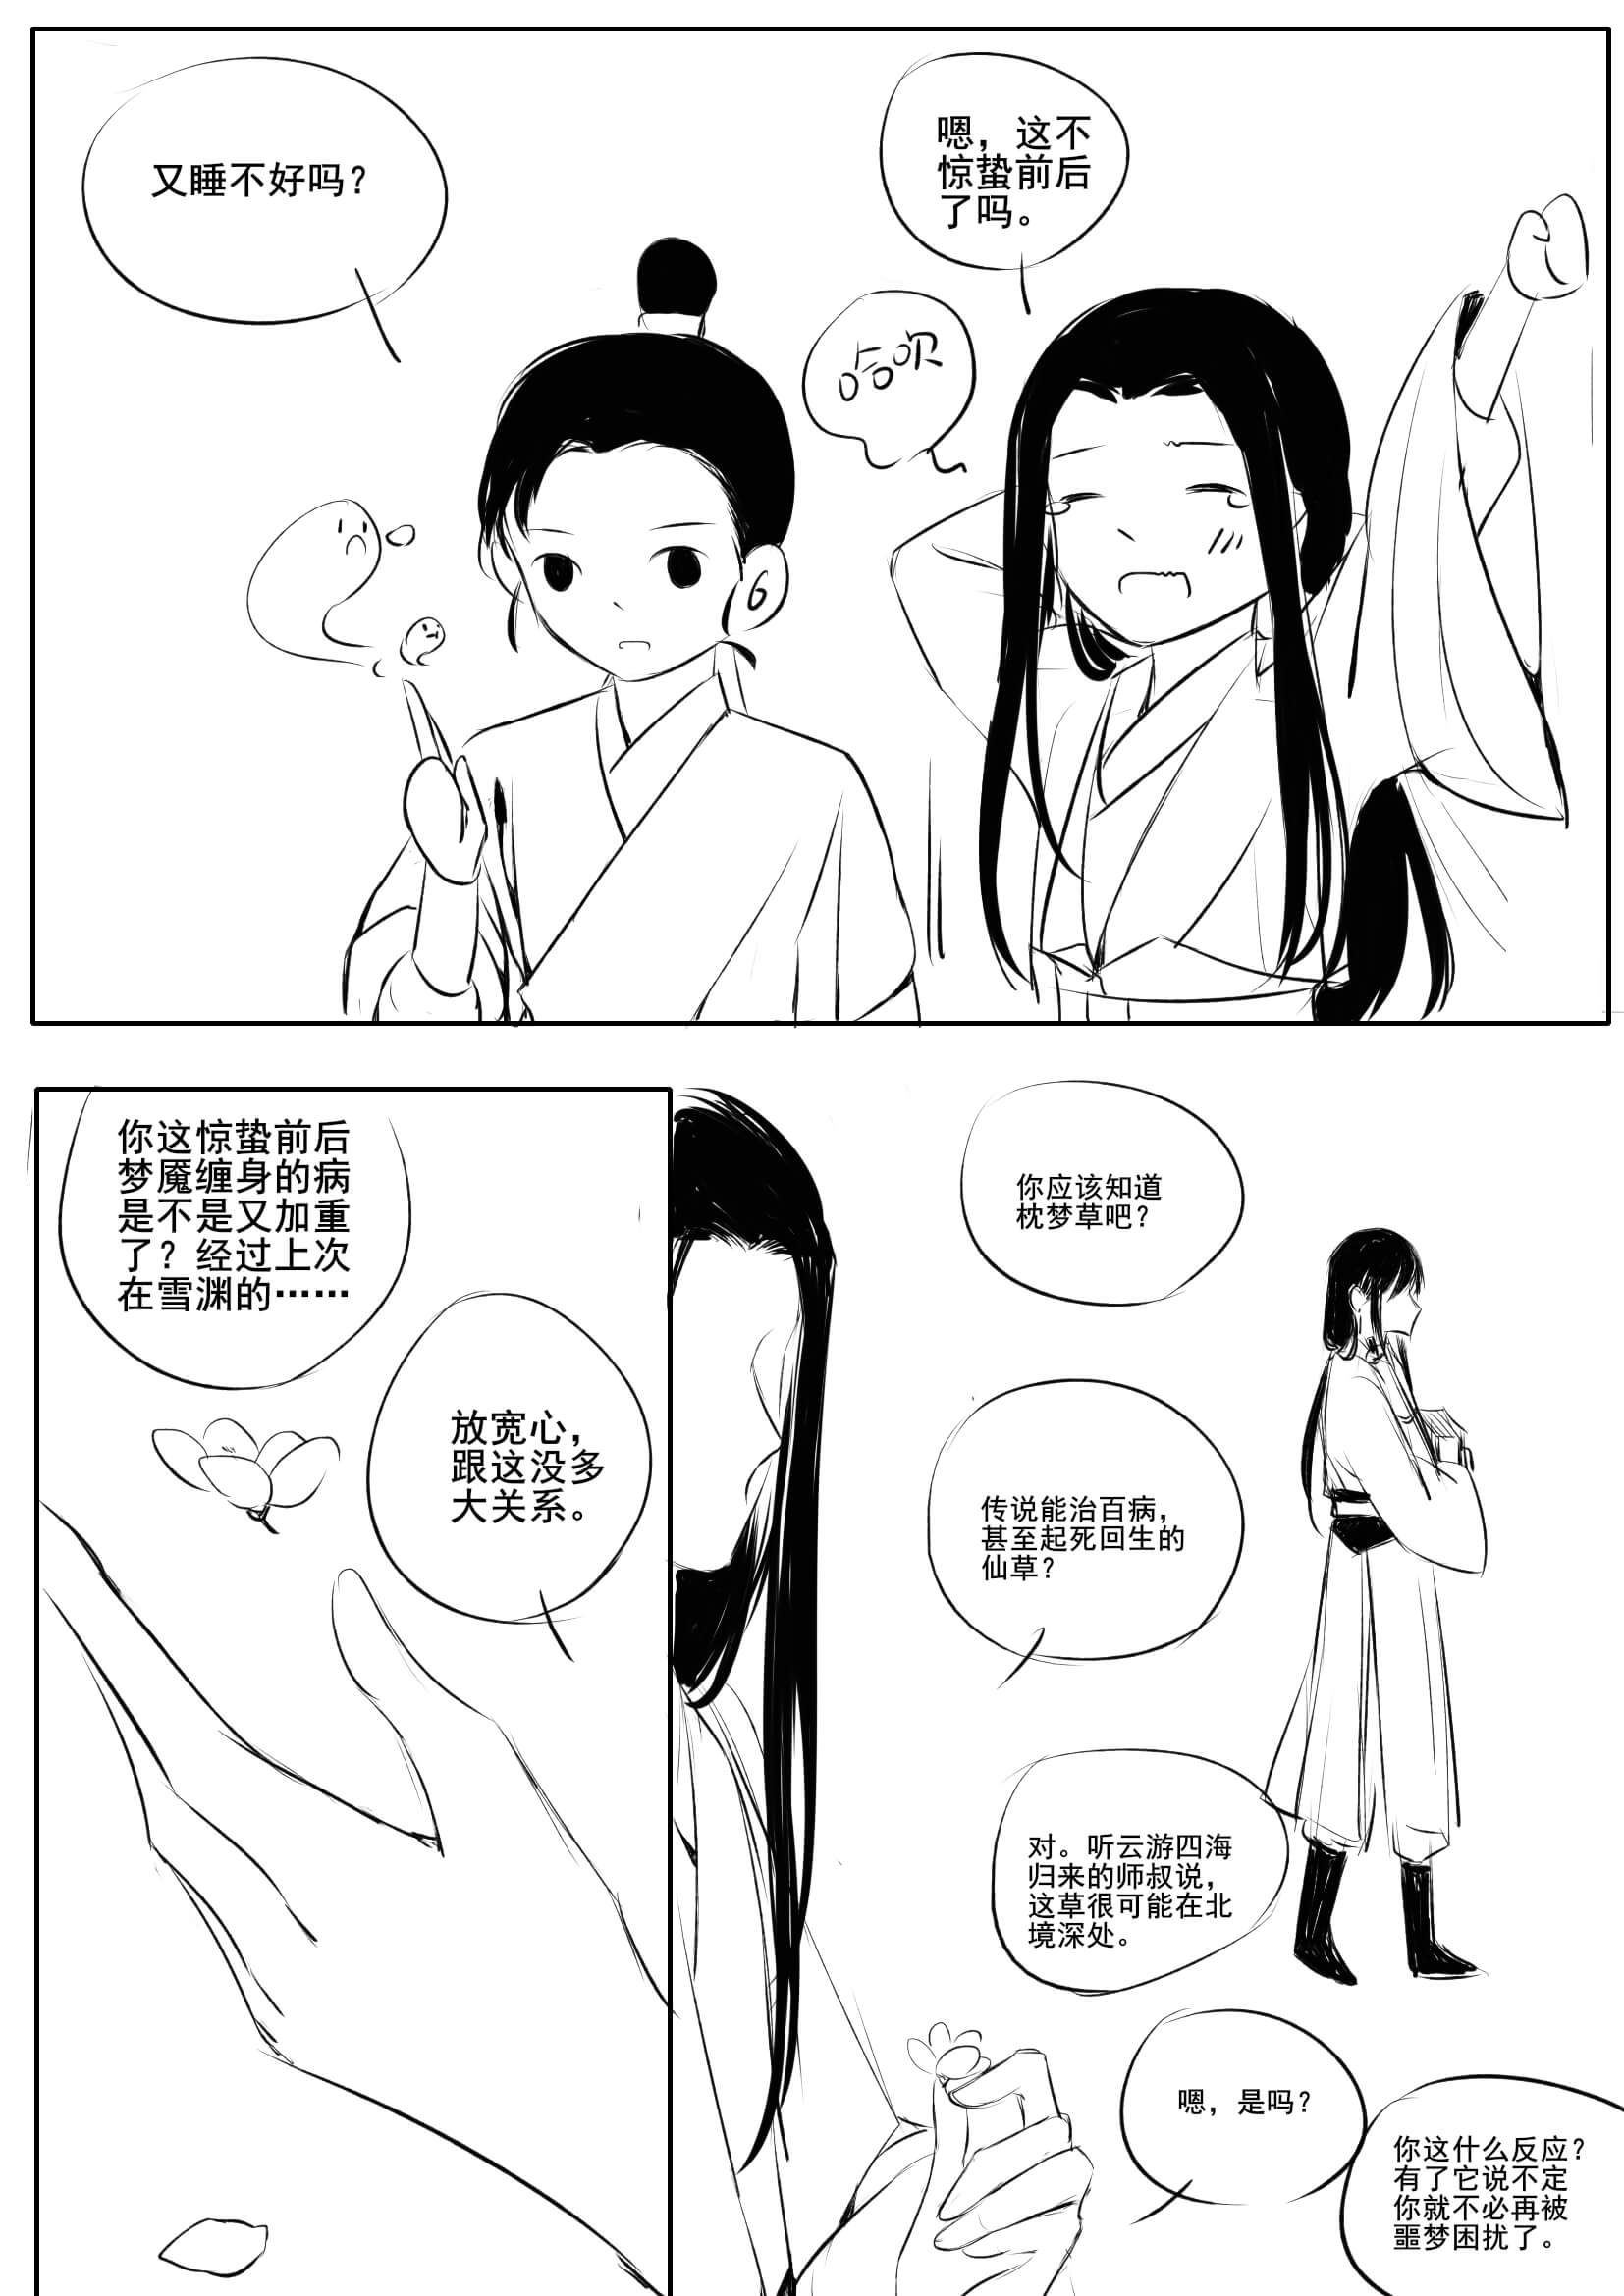 又睡不好吗？
嗯，这不
惊蛰前后
了吗。
哈欠
你这惊蛰前后
梦魇缠身的病
是不是又加重
了？经过上次
在雪渊的……
放宽心，
跟这没多
大关系。
你应该知道
枕梦草吧？
传说能治百病，
甚至起死回生的
仙草？
对。听云游四海
归来的师叔说，
这草很可能在北
境深处。
嗯，是吗？
你这什么反应？
有了它说不定
你就不必再被
噩梦困扰了。